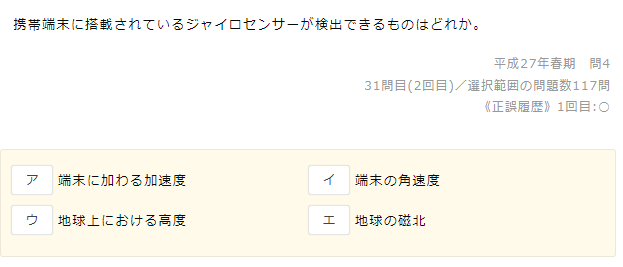 携帯端末に搭載されているジャイロセンサーが検出できるものはどれか。
平成27年春期　問4
31問目(2回目)／選択範囲の問題数117問
《正誤履歴》1回目:○
ア 端末に加わる加速度
イ 端末の角速度
ウ 地球上における高度
エ 地球の磁北